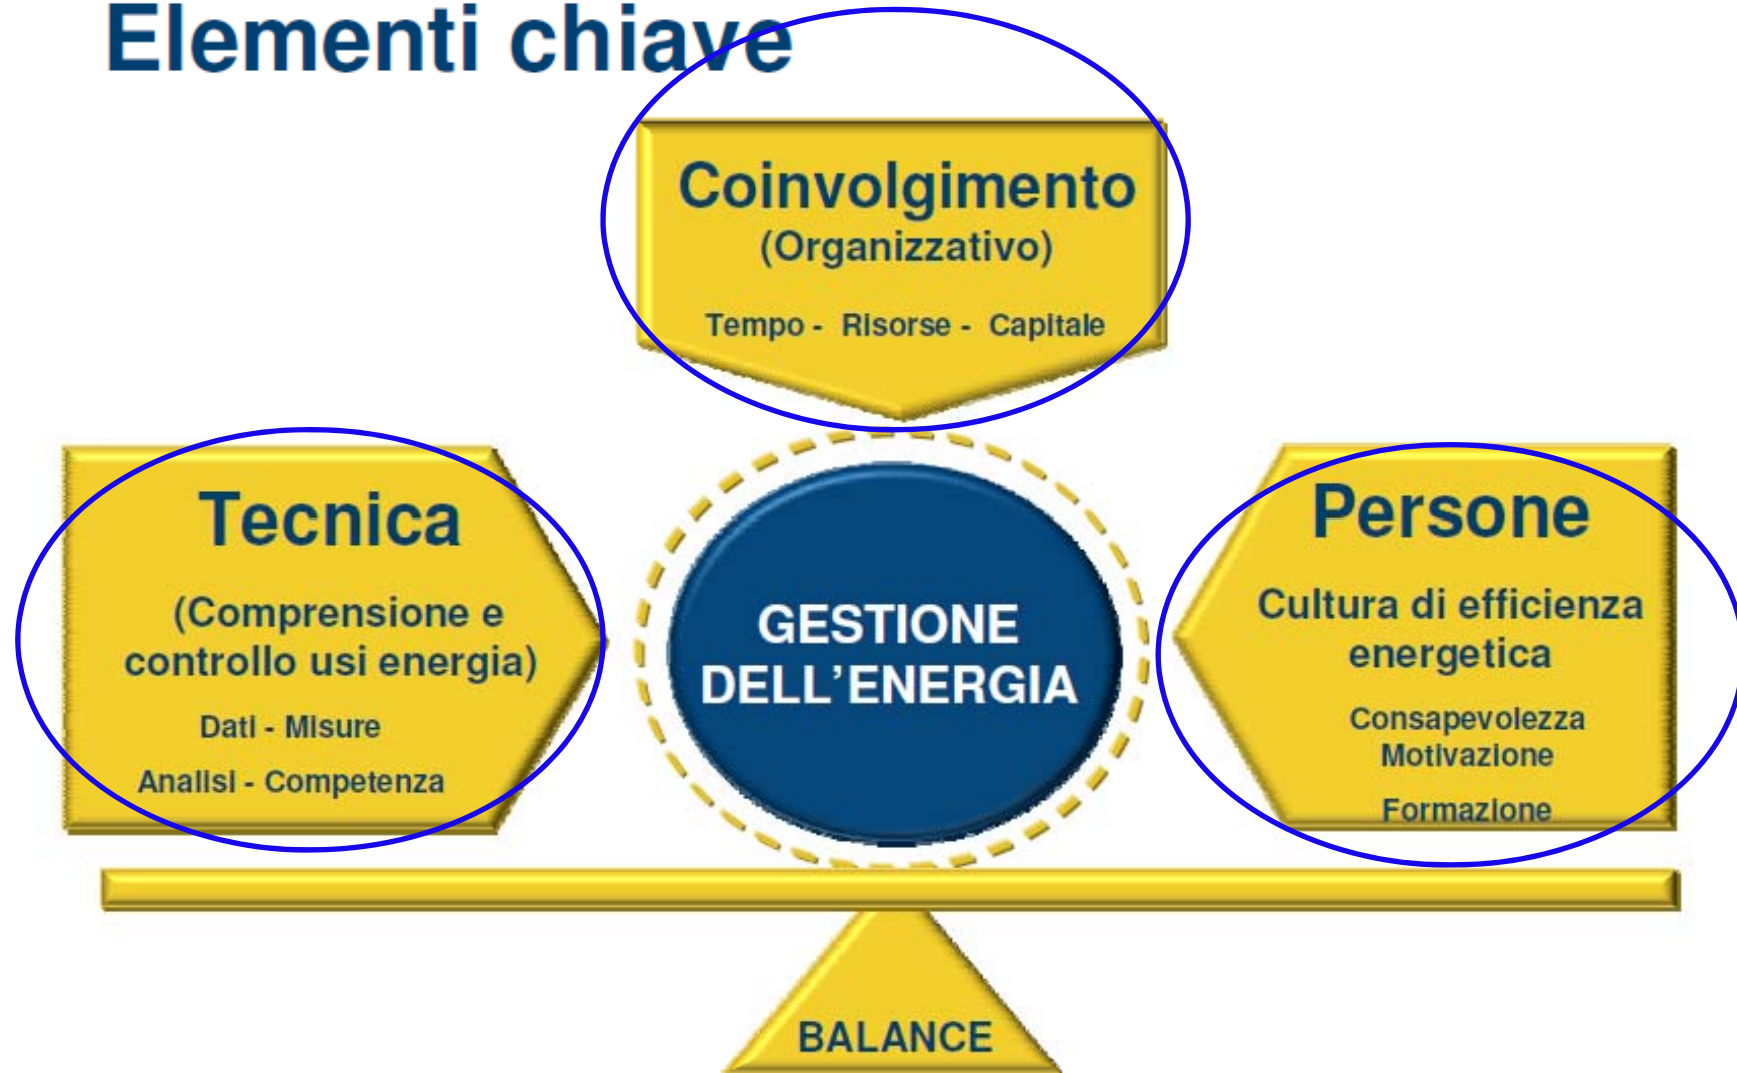 Elementi chiave
Coinvolgimento
(Organizzativo)
Tempo - Risorse - Capitale
Tecnica
(Comprensione e
controllo usi energia)
Dati - Misure
Analisi - Competenza
GESTIONE
DELL'ENERGIA
Persone
Cultura di efficienza
energetica
Consapevolezza
Motivazione
Formazione
BALANCE